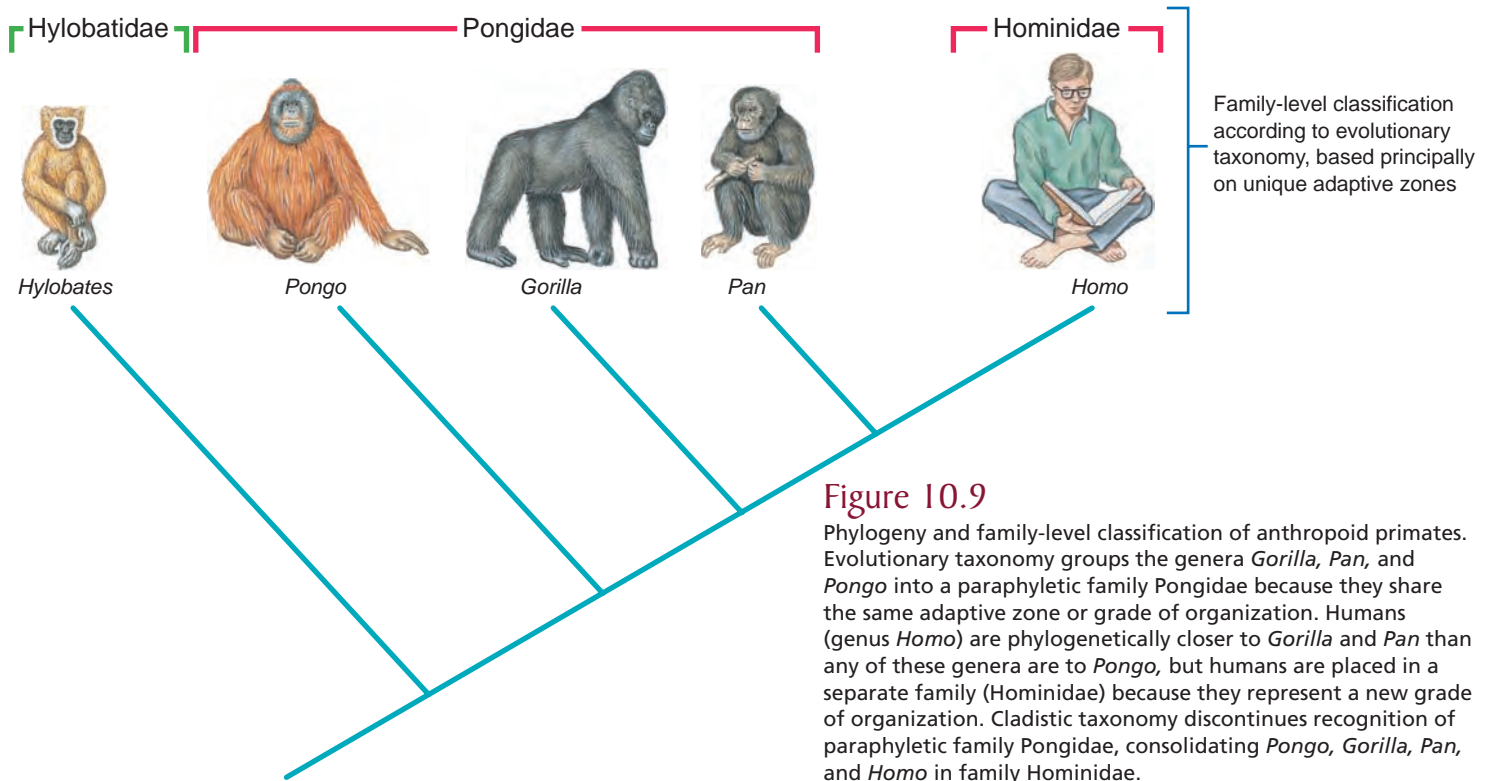 Hylobatidae
Pongidae
Hominidae
Family-level classification
according to evolutionary
taxonomy, based principally
on unique adaptive zones
Hylobates
Pongo
Gorilla
Pan
Homo
Figure 10.9
Phylogeny and family-level classification of anthropoid primates.
Evolutionary taxonomy groups the genera Gorilla, Pan, and
Pongo into a paraphyletic family Pongidae because they share
the same adaptive zone or grade of organization. Humans
(genus Homo) are phylogenetically closer to Gorilla and Pan than
any of these genera are to Pongo, but humans are placed in a
separate family (Hominidae) because they represent a new grade
of organization. Cladistic taxonomy discontinues recognition of
paraphyletic family Pongidae, consolidating Pongo, Gorilla, Pan,
and Homo in family Hominidae.